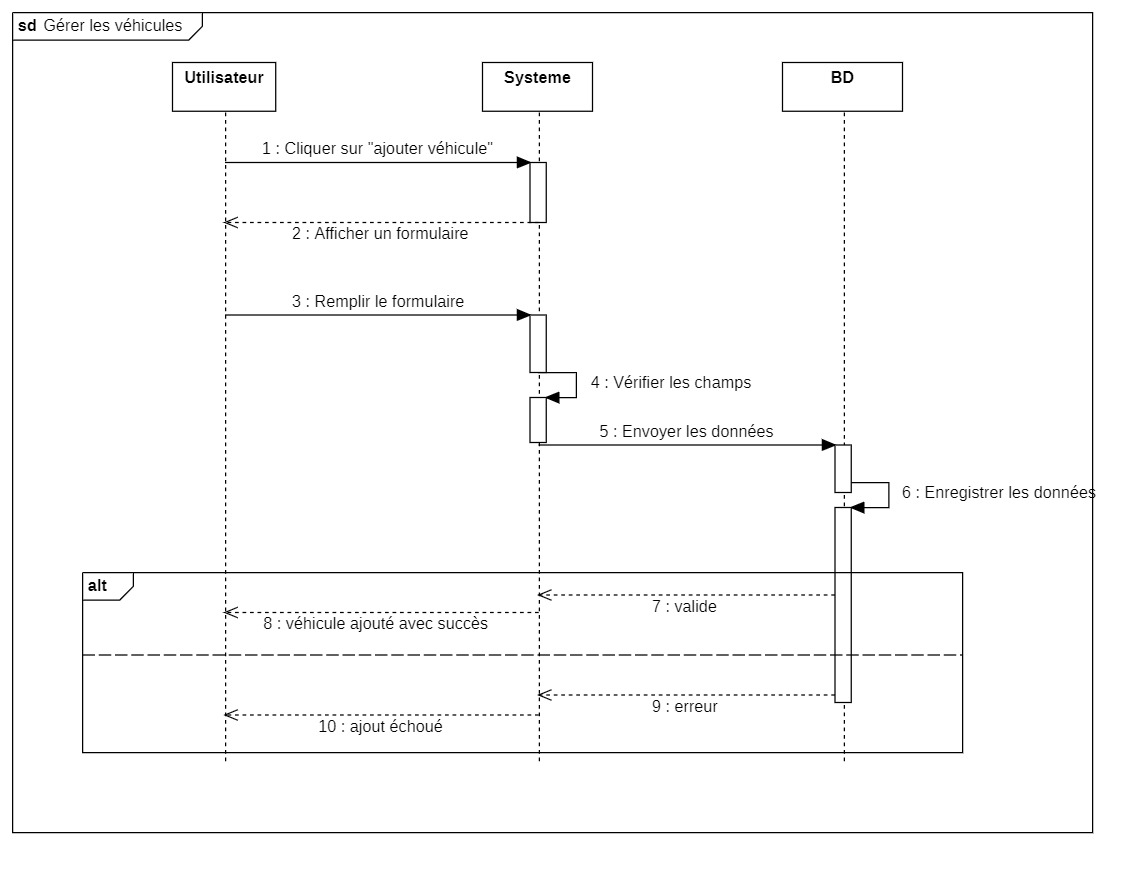 sd Gérer les véhicules
Utilisateur
Systeme
BD
1 : Cliquer sur "ajouter véhicule"
2 : Afficher un formulaire
3 : Remplir le formulaire
4 : Vérifier les champs
5 : Envoyer les données
6 : Enregistrer les données
alt
7 : valide
8 : véhicule ajouté avec succès
9 : erreur
10 : ajout échoué